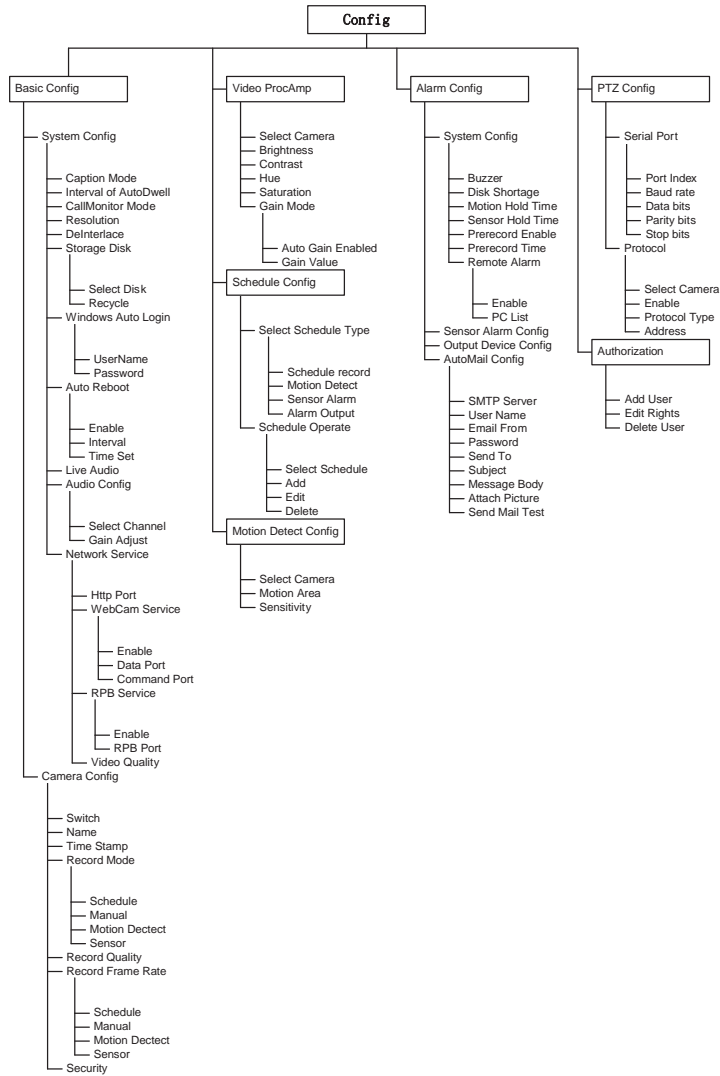 Config
Basic Config
System Config
Caption Mode
Interval of AutoDwell
CallMonitor Mode
Resolution
DeInterlace
Storage Disk
Select Disk
Recycle
Windows Auto Login
UserName
Password
Auto Reboot
Enable
Interval
Time Set
Live Audio
Audio Config
Select Channel
Gain Adjust
Network Service
Http Port
WebCam Service
Enable
Data Port
Command Port
RPB Service
Enable
RPB Port
Video Quality
Camera Config
Switch
Name
Time Stamp
Record Mode
Schedule
Manual
Motion Dectect
Sensor
Record Quality
Record Frame Rate
Schedule
Manual
Motion Dectect
Sensor
Security
Video ProcAmp
Select Camera
Brightness
Contrast
Hue
Saturation
Gain Mode
Auto Gain Enabled
Gain Value
Schedule Config
Select Schedule Type
Schedule record
Motion Detect
Sensor Alarm
Alarm Output
Schedule Operate
Select Schedule
Add
Edit
Delete
Motion Detect Config
Select Camera
Motion Area
Sensitivity
Alarm Config
System Config
Buzzer
Disk Shortage
Motion Hold Time
Sensor Hold Time
Prerecord Enable
Prerecord Time
Remote Alarm
Enable
PC List
Sensor Alarm Config
Output Device Config
AutoMail Config
SMTP Server
User Name
Email From
Password
Send To
Subject
Message Body
Attach Picture
Send Mail Test
PTZ Config
Serial Port
Port Index
Baud rate
Data bits
Parity bits
Stop bits
Protocol
Select Camera
Enable
Protocol Type
Address
Authorization
Add User
Edit Rights
Delete User